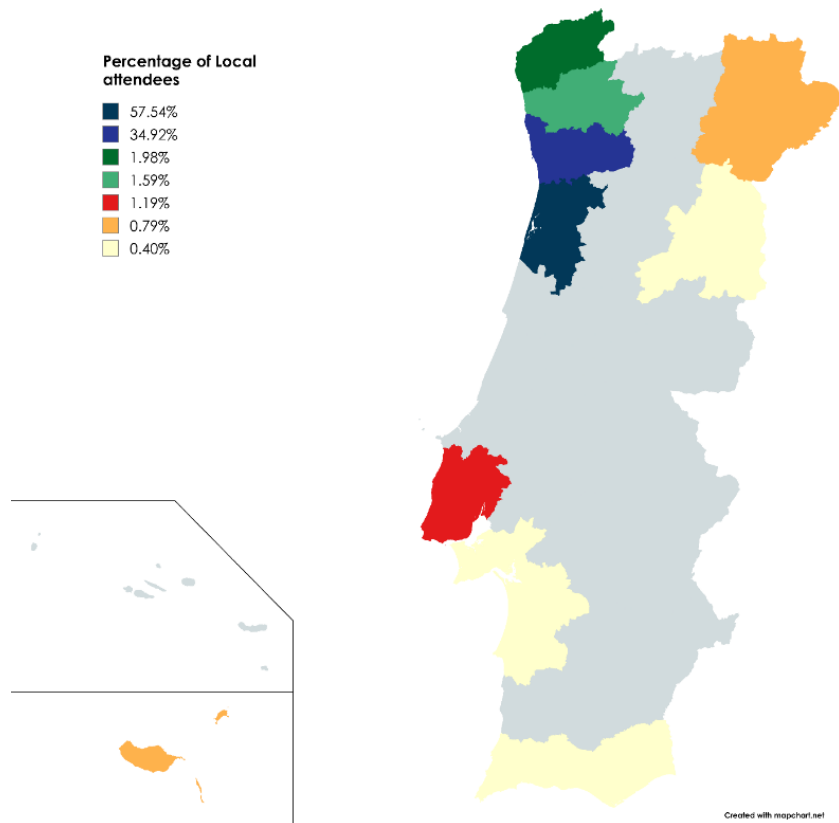 Percentage of Local
attendees
57.54%
34.92%
1.98%
1.59%
1.19%
0.79%
0.40%
Created with mapchart.net